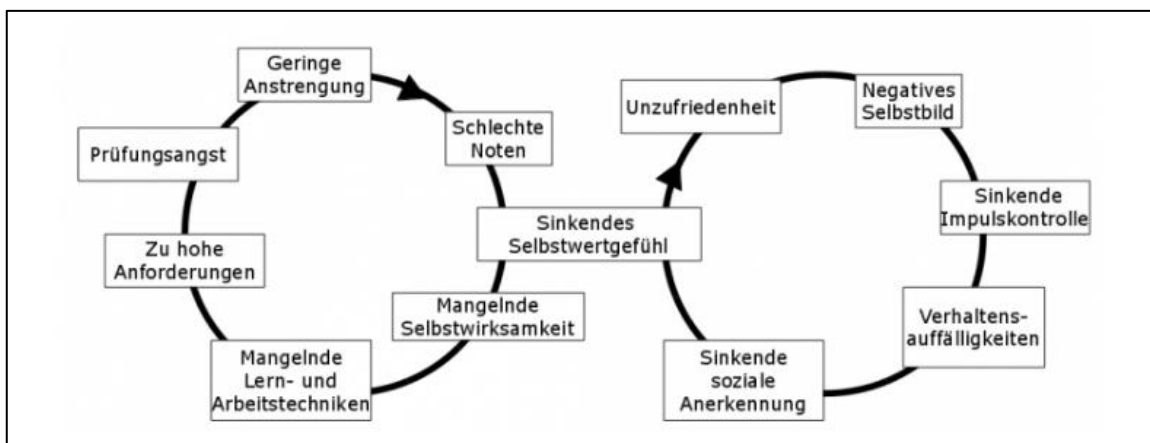 Geringe
Anstrengung
Schlechte
Noten
Sinkendes
Selbstwertgefühl
Mangelnde
Selbstwirksamkeit
Mangelnde
Lern- und
Arbeitstechniken
Zu hohe
Anforderungen
Prüfungsangst
Unzufriedenheit
Negatives
Selbstbild
Sinkende
Impulskontrolle
Verhaltens-
auffälligkeiten
Sinkende
soziale
Anerkennung